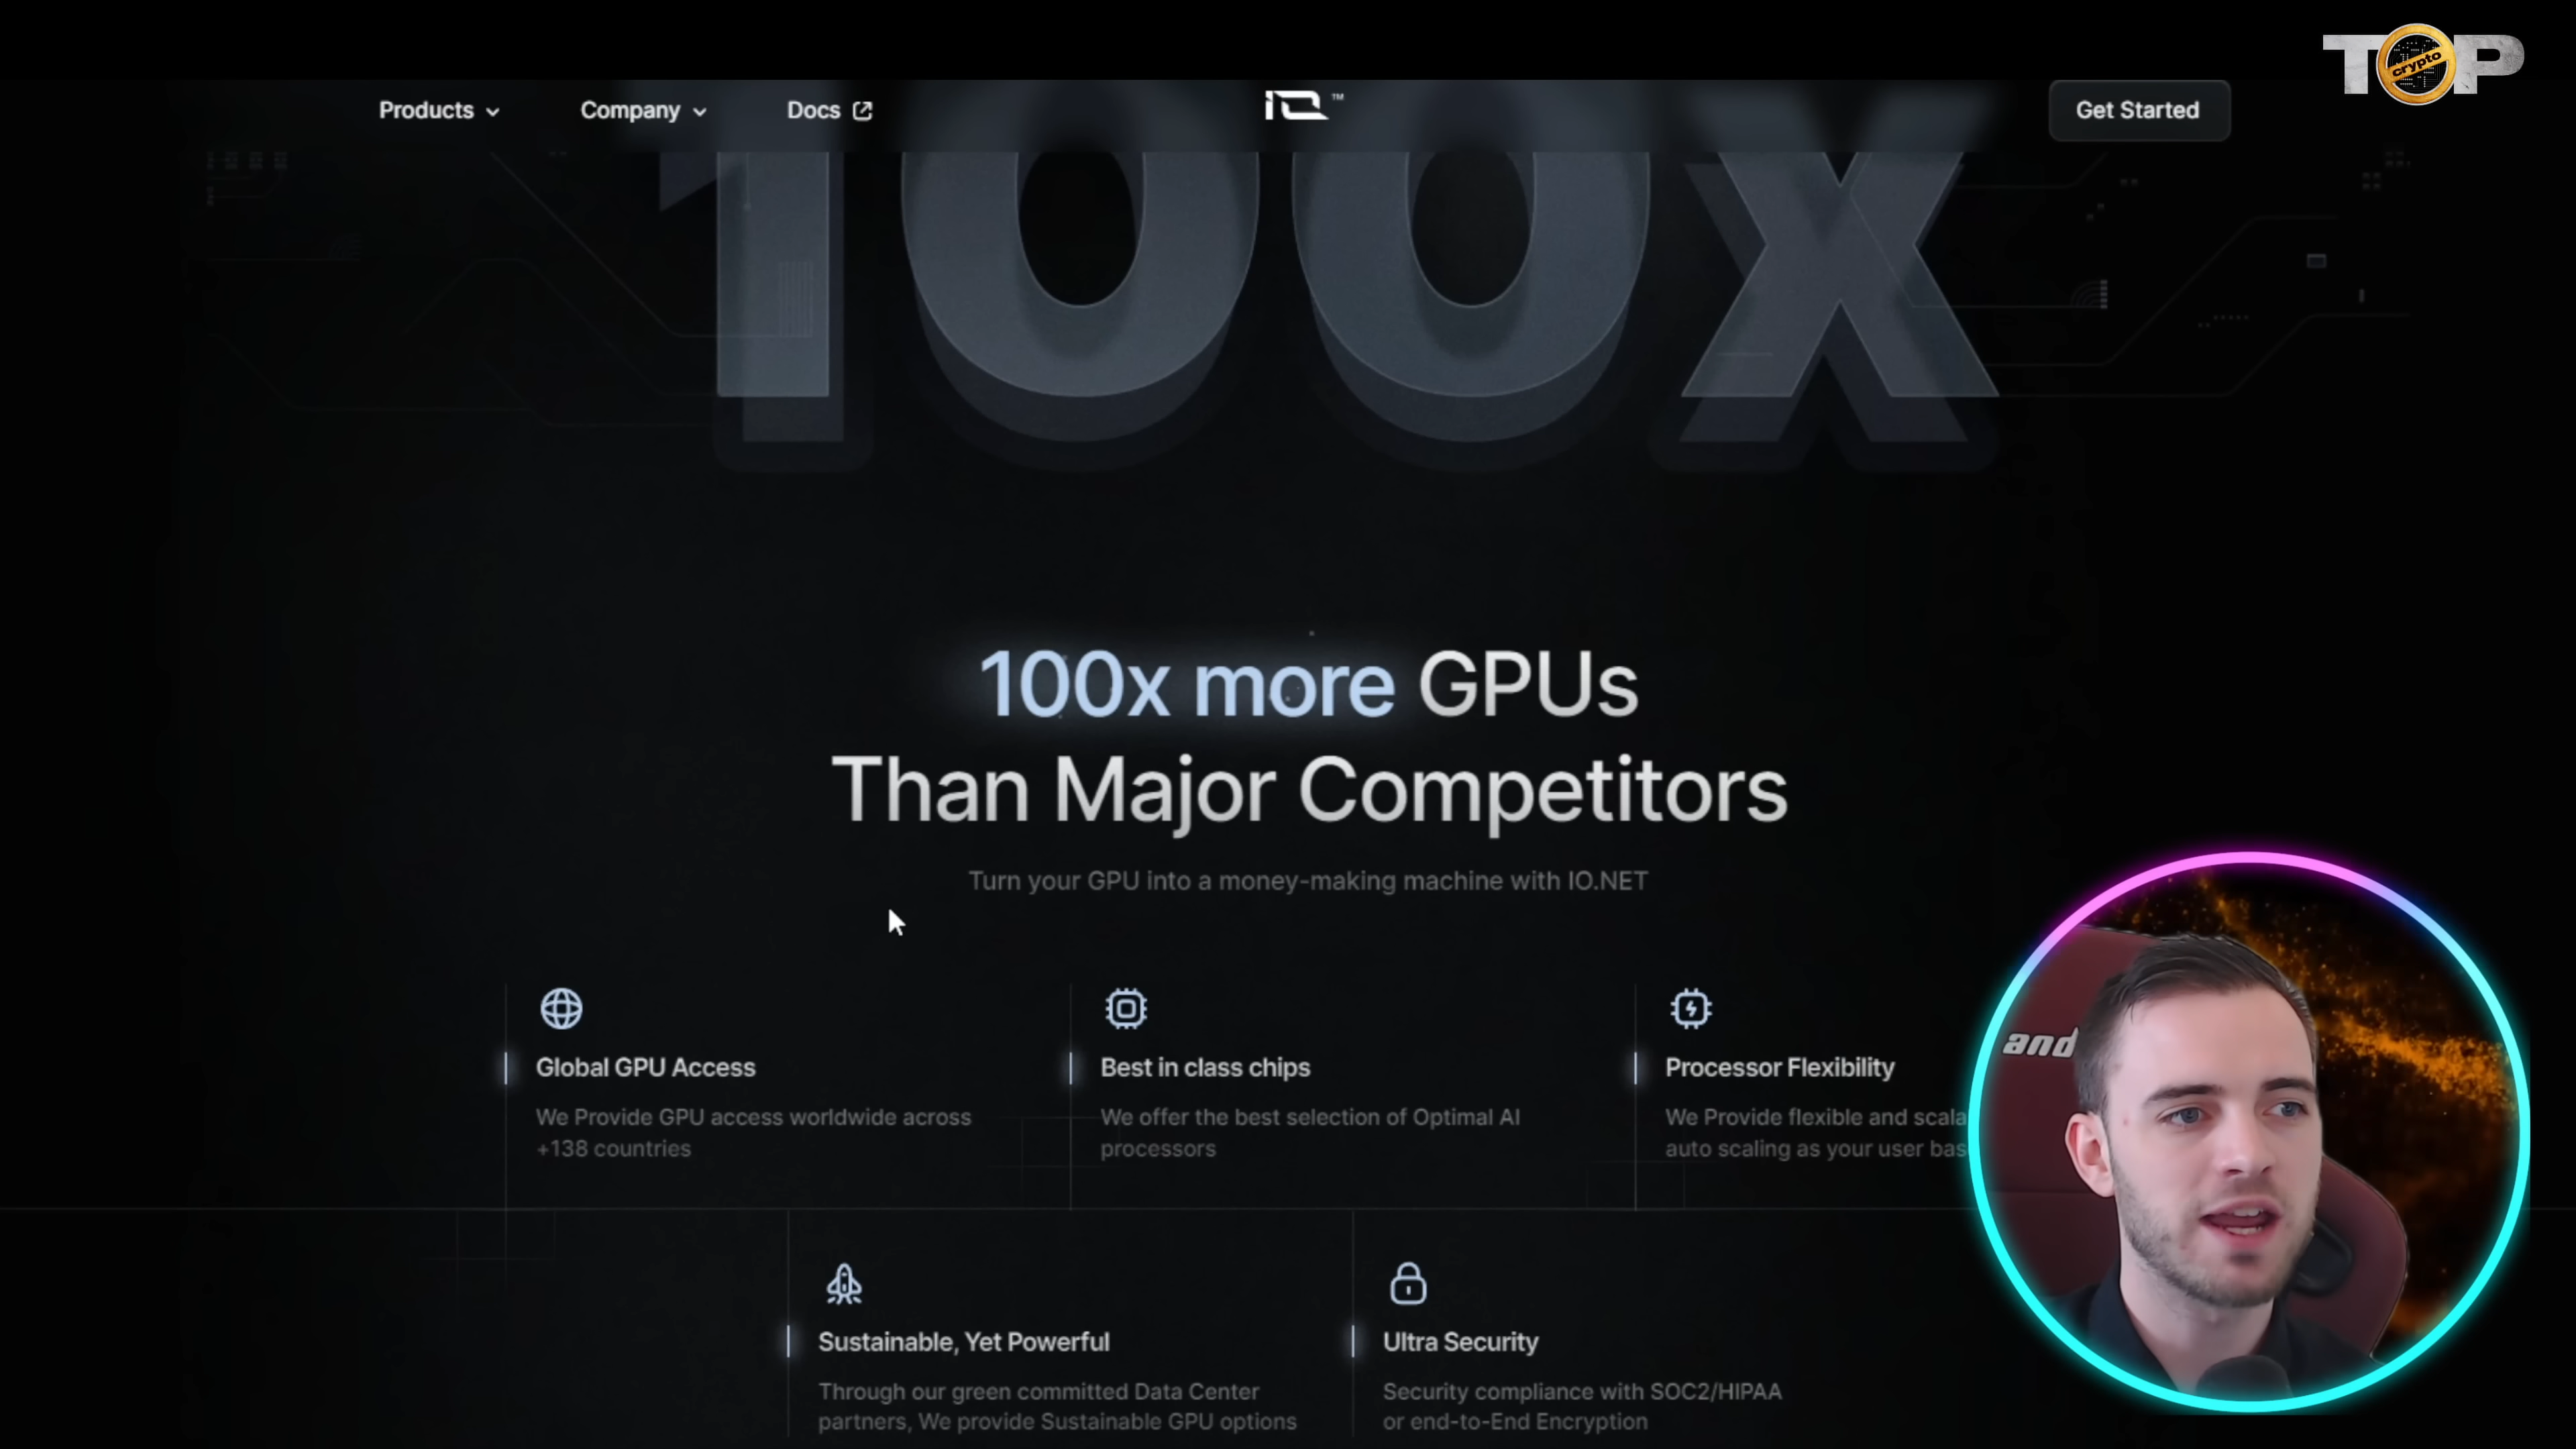 TOP
crypto
Products
Company
Docs
IO™
Get Started
100x
100x more GPUs
Than Major Competitors
Turn your GPU into a money-making machine with IO.NET
Global GPU Access
We Provide GPU access worldwide across
+138 countries
Best in class chips
We offer the best selection of Optimal AI
processors
Processor Flexibility
We Provide flexible and scala
auto scaling as your user bas
and
Sustainable, Yet Powerful
Through our green committed Data Center
partners, We provide Sustainable GPU options
Ultra Security
Security compliance with SOC2/HIPAA
or end-to-End Encryption